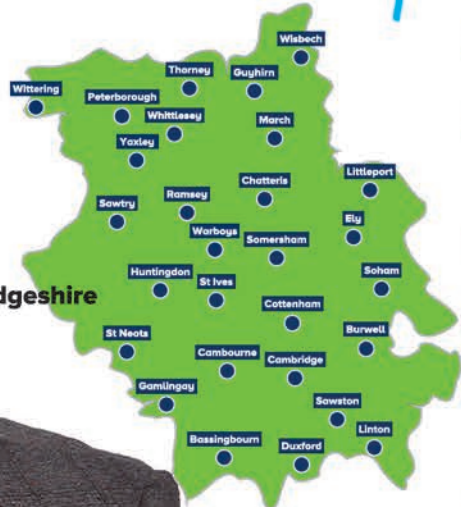 Wisbech
Thorney
Guyhirn
Wittering
Peterborough
Whittlesey
March
Yaxley
Littleport
Chatteris
Ramsey
Sawtry
Ely
Warboys
Somersham
Soham
Huntingdon
St Ives
dgeshire
Cottenham
Burwell
St Neots
Cambourne
Cambridge
Gamlingay
Sawston
Linton
Bassingbourn
Duxford